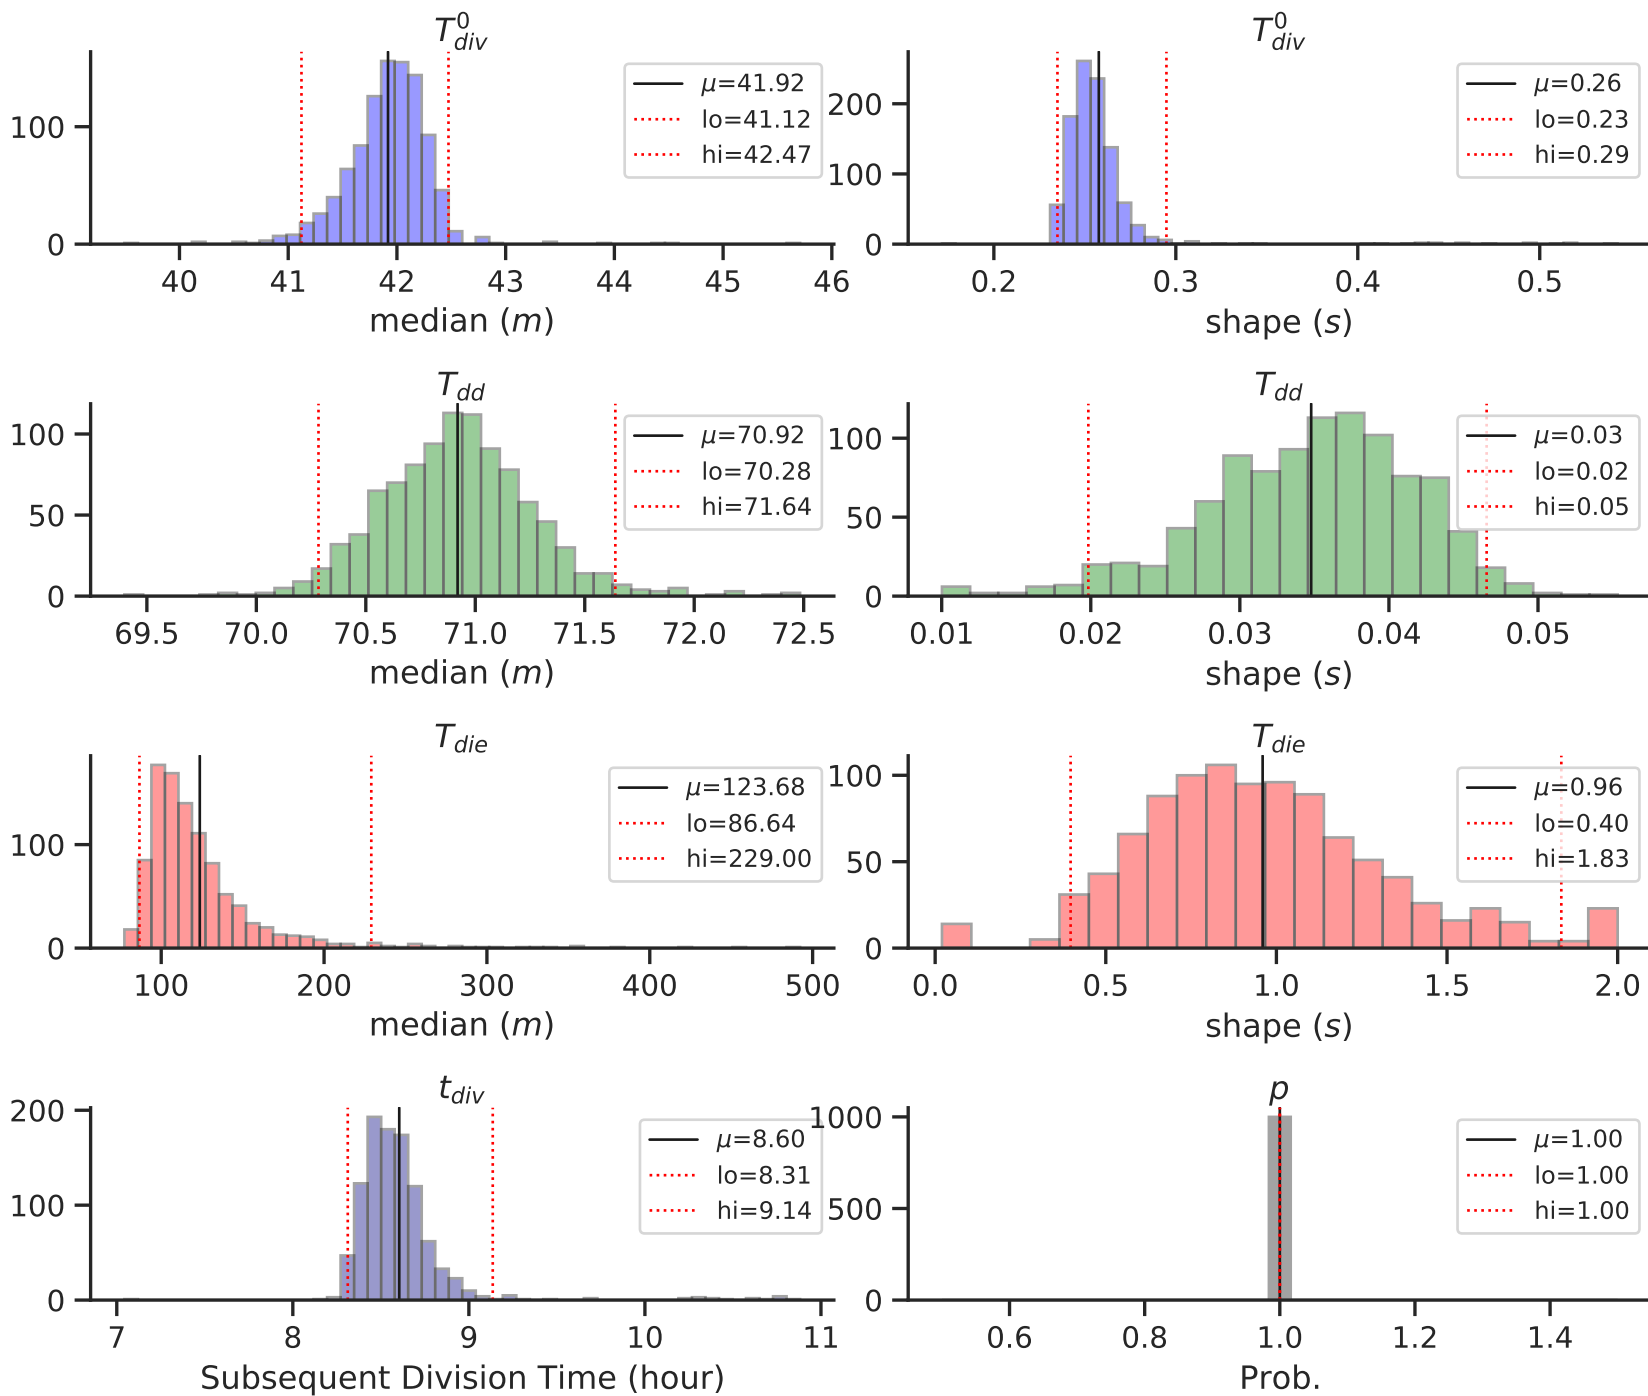 T⁰div
μ=41.92
lo=41.12
hi=42.47
100
0
40 41 42 43 44 45 46
median (m)
T⁰div
μ=0.26
lo=0.23
hi=0.29
200
100
0
0.2 0.3 0.4 0.5
shape (s)
Tdd
μ=70.92
lo=70.28
hi=71.64
100
50
0
69.5 70.0 70.5 71.0 71.5 72.0 72.5
median (m)
Tdd
μ=0.03
lo=0.02
hi=0.05
100
50
0
0.01 0.02 0.03 0.04 0.05
shape (s)
Tdie
μ=123.68
lo=86.64
hi=229.00
100
0
100 200 300 400 500
median (m)
Tdie
μ=0.96
lo=0.40
hi=1.83
100
50
0
0.0 0.5 1.0 1.5 2.0
shape (s)
tdiv
μ=8.60
lo=8.31
hi=9.14
200
100
0
7 8 9 10 11
Subsequent Division Time (hour)
p
μ=1.00
lo=1.00
hi=1.00
1000
500
0
0.6 0.8 1.0 1.2 1.4
Prob.